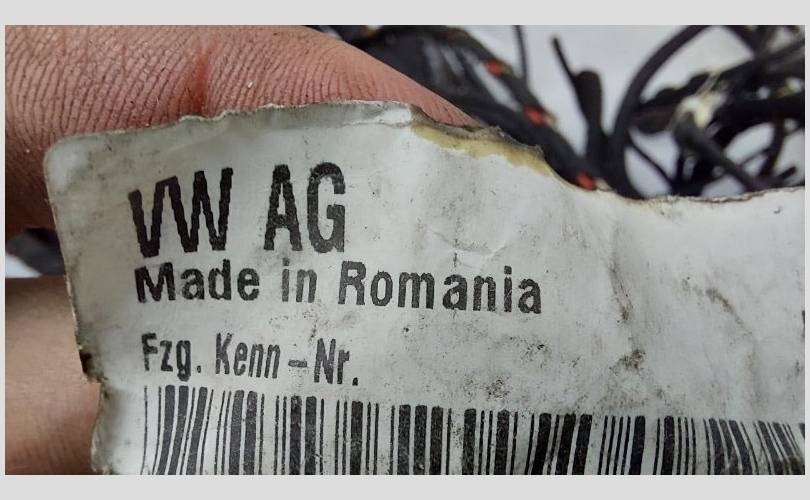 VW AG
Made in Romania
Fzg. Kenn-Nr.